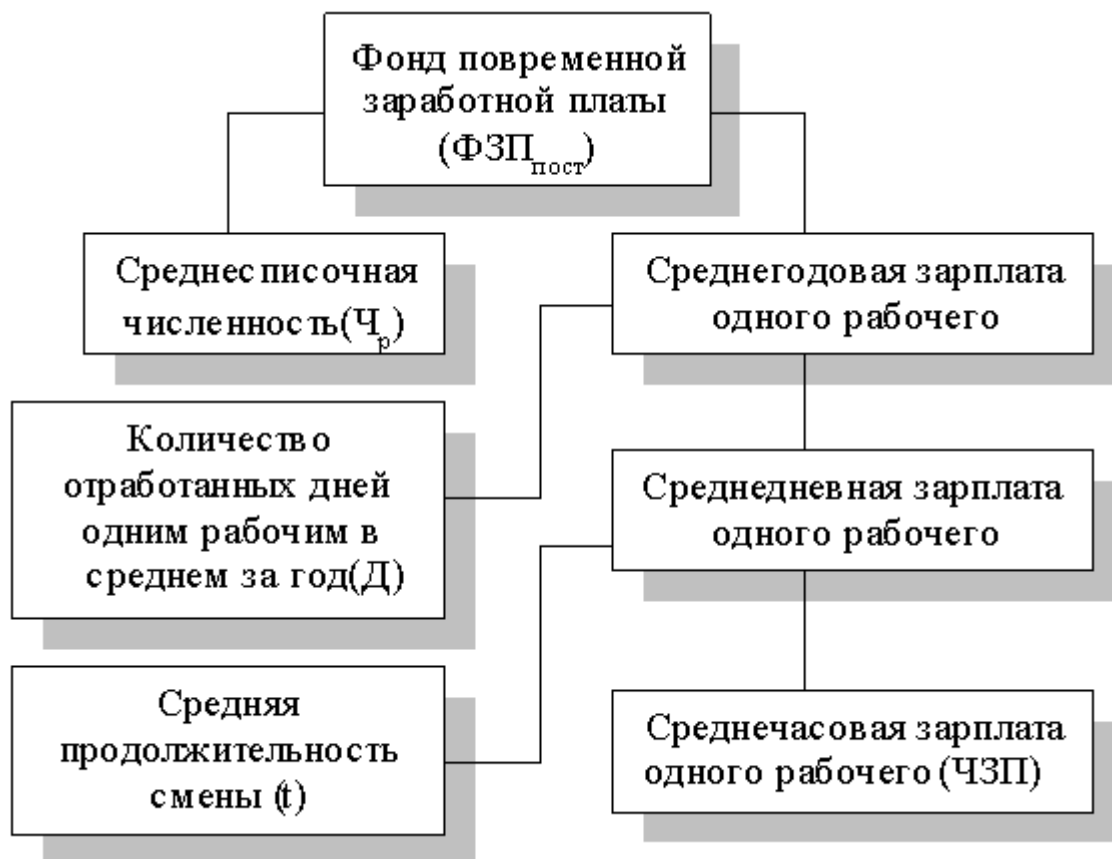 Фонд повременной
заработной платы
(ФЗПпост)
Среднесписочная
численность(Чр)
Среднегодовая зарплата
одного рабочего
Количество
отработанных дней
одним рабочим в
среднем за год(Д)
Среднедневная зарплата
одного рабочего
Средняя
продолжительность
смены (t)
Среднечасовая зарплата
одного рабочего (ЧЗП)